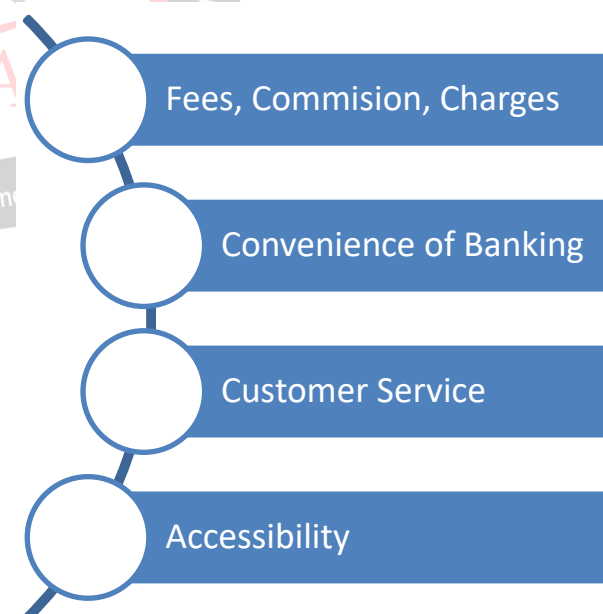 Fees, Commision, Charges
Convenience of Banking
Customer Service
Accessibility